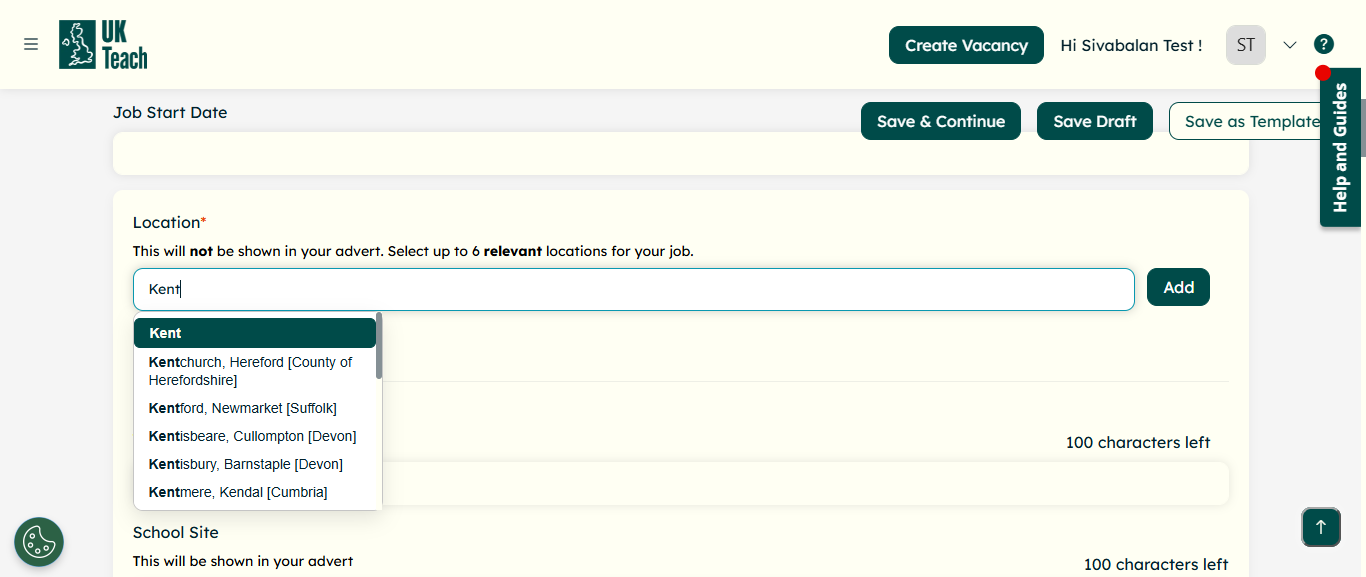 UK
Teach
Create Vacancy
Hi Sivabalan Test !
ST
?
Job Start Date
Save & Continue
Save Draft
Save as Template
Help and Guides
Location*
This will not be shown in your advert. Select up to 6 relevant locations for your job.
Kent
Add
Kent
Kentchurch, Hereford [County of
Herefordshire]
Kentford, Newmarket [Suffolk]
Kentisbeare, Cullompton [Devon]
Kentisbury, Barnstaple [Devon]
Kentmere, Kendal [Cumbria]
100 characters left
School Site
This will be shown in your advert
100 characters left